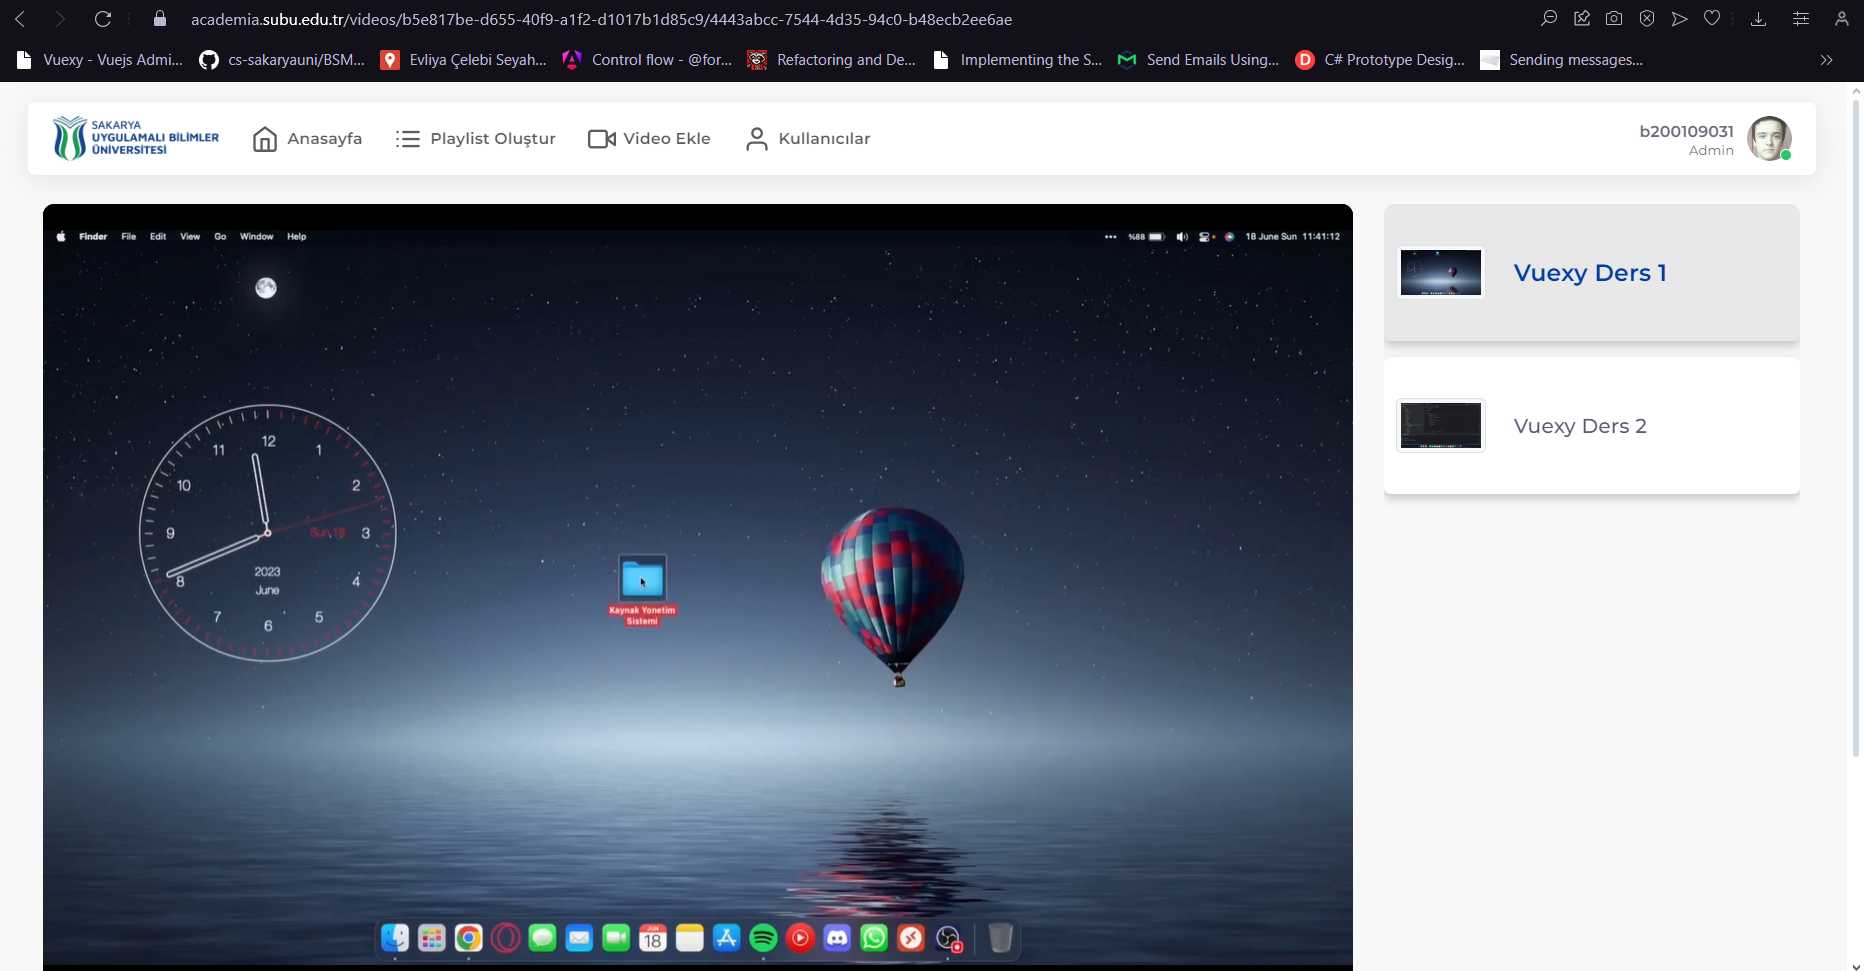 academia.subu.edu.tr/videos/b5e817be-d655-40f9-a1f2-d1017b1d85c9/4443abcc-7544-4d35-94c0-b48ecb2ee6ae
Vuexy - Vuejs Admi...
cs-sakaryauni/BSM...
Evliya Çelebi Seyah...
Control flow - @for...
Refactoring and De...
Implementing the S...
Send Emails Using...
D
C# Prototype Desig...
Sending messages...
SAKARYA
UYGULAMALI BİLİMLER
ÜNİVERSİTESİ
Anasayfa
Playlist Oluştur
Video Ekle
Kullanıcılar
b200109031
Admin
Finder File Edit View Go Window Help
%88
18 June Sun 11:41:12
12
11
1
10
2
9
Sun, 18
3
2023
June
8
4
7
5
6
Kaynak Yonetim
Sistemi
JUN
18
Vuexy Ders 1
Vuexy Ders 2